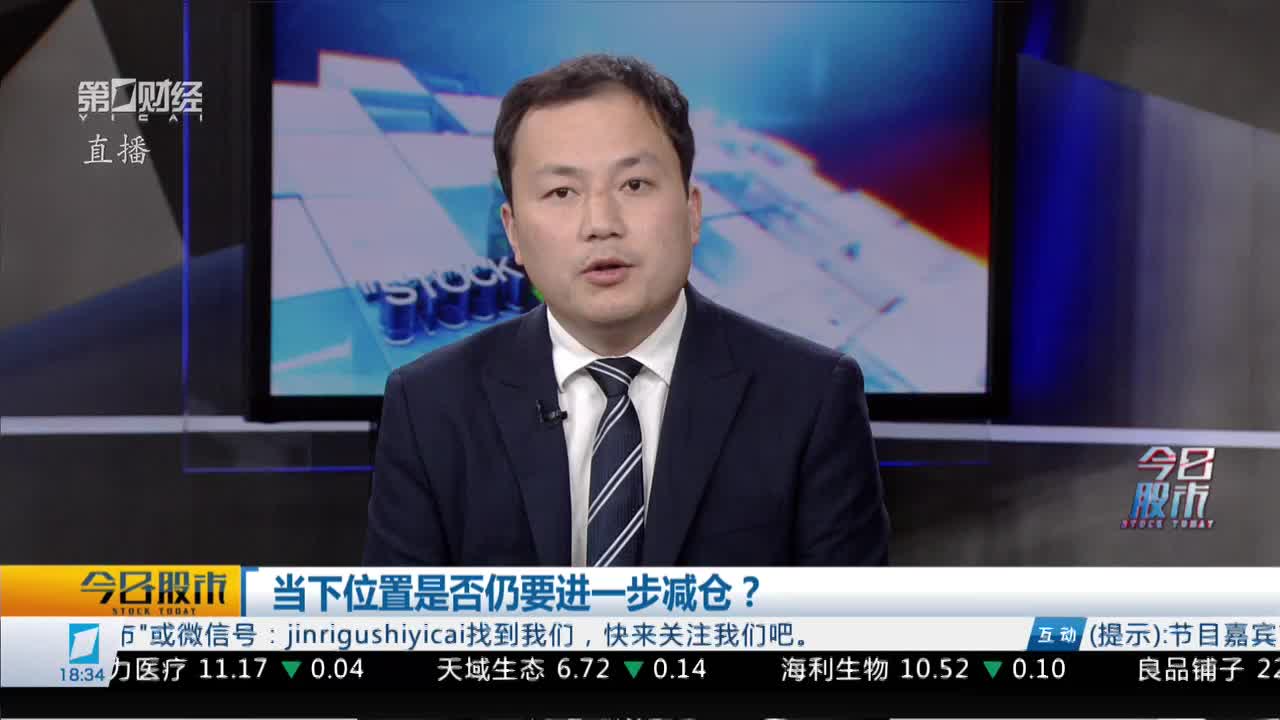 第一财经
YICAI
直播
STOCK
今日
股市
STOCK TODAY
今日股市
STOCK TODAY
当下位置是否仍要进一步减仓？
市"或微信号：jinrigushiyicai找到我们，快来关注我们吧。
互动
(提示):节目嘉宾
18:34
力医疗 11.17 ▼ 0.04
天域生态 6.72 ▼ 0.14
海利生物 10.52 ▼ 0.10
良品铺子 22